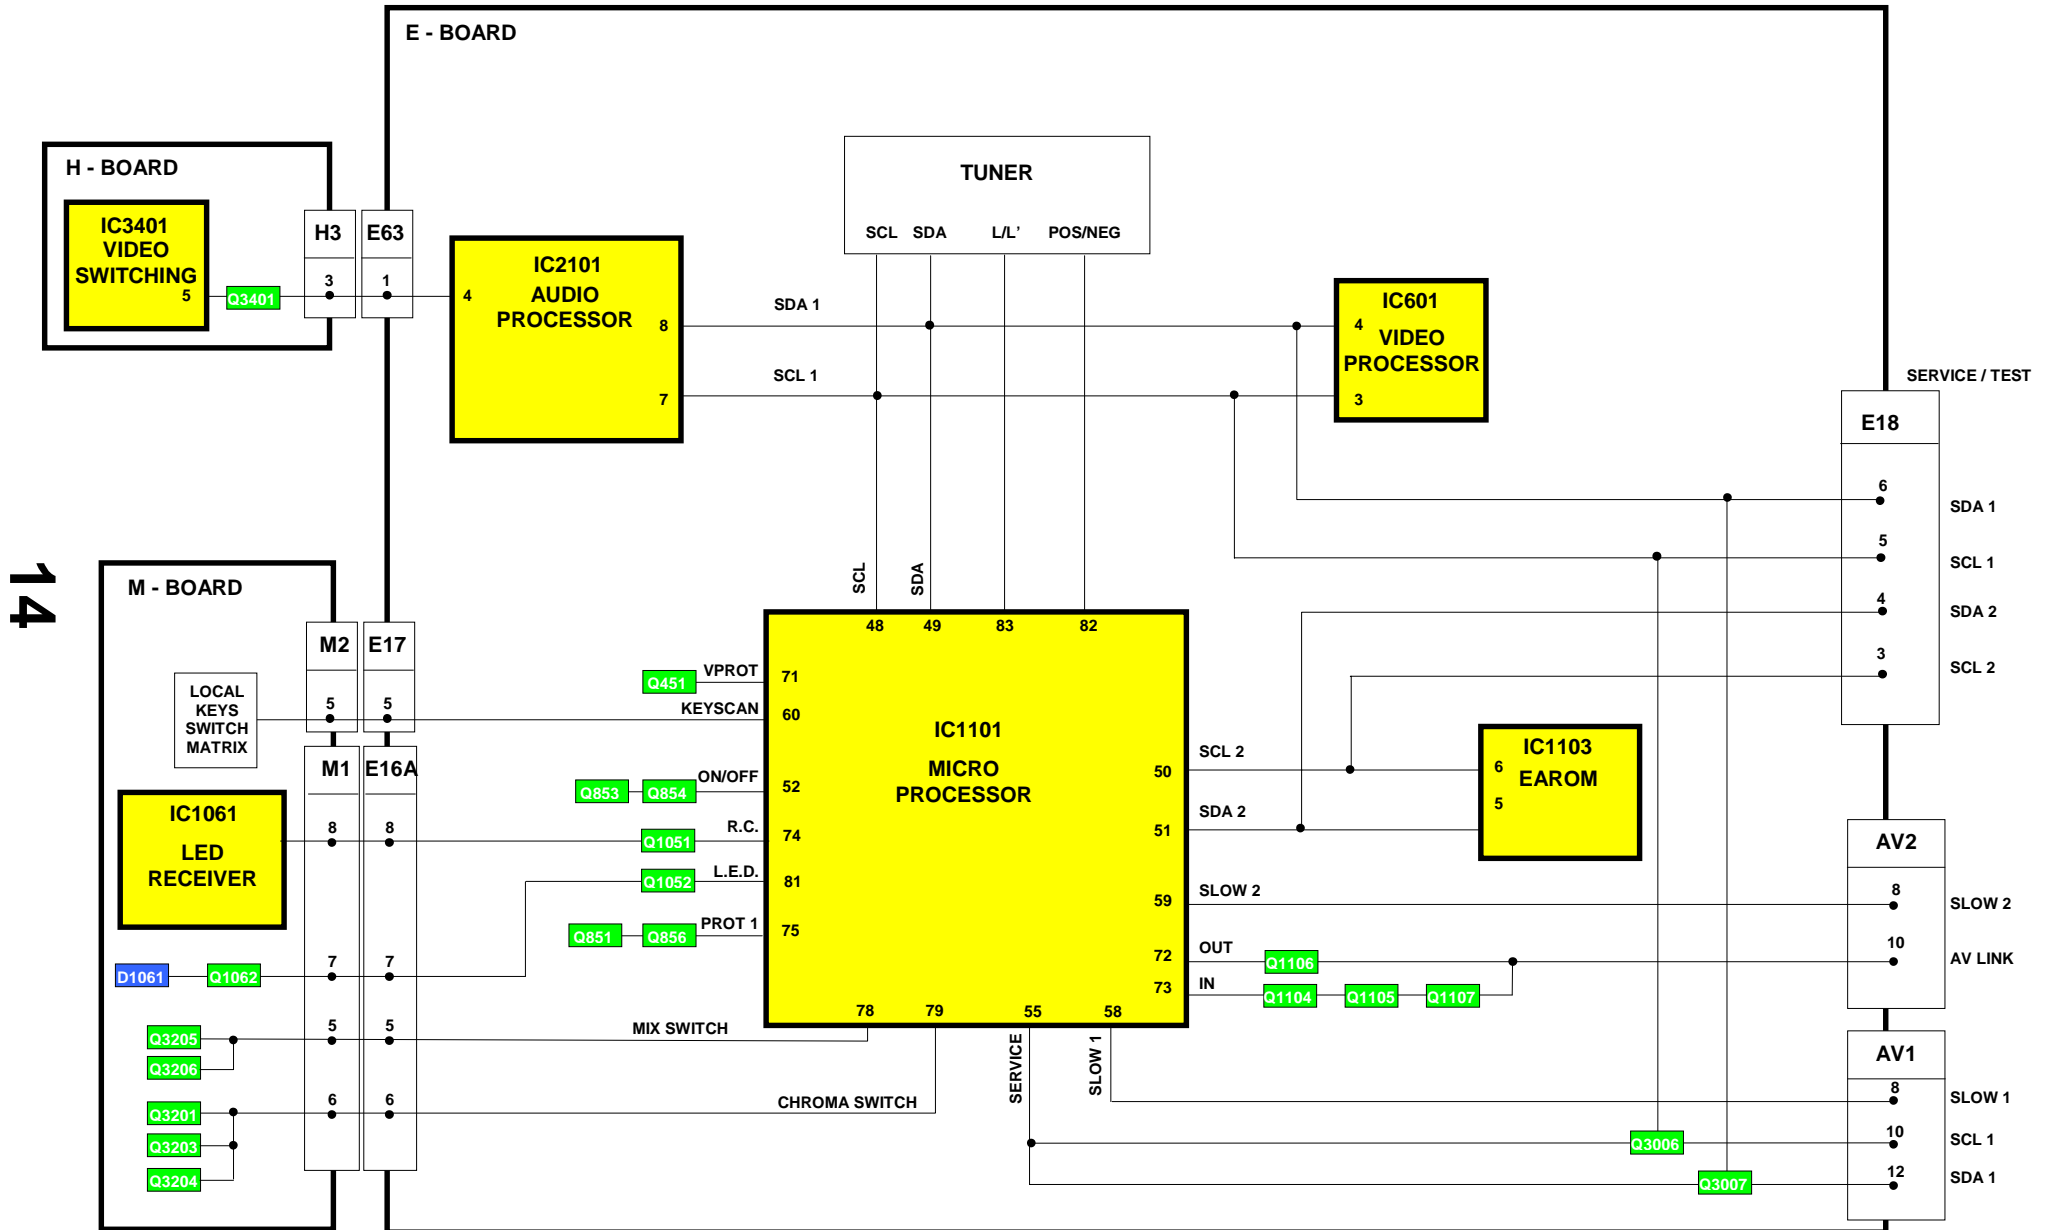 E - BOARD
H - BOARD
IC3401
VIDEO
SWITCHING
5
Q3401
H3
3
E63
1
IC2101
AUDIO
PROCESSOR
4
8
7
TUNER
SCL SDA L/L' POS/NEG
SDA 1
SCL 1
IC601
VIDEO
PROCESSOR
4
3
SERVICE / TEST
E18
6
SDA 1
5
SCL 1
4
SDA 2
3
SCL 2
14
M - BOARD
M2
5
E17
5
LOCAL
KEYS
SWITCH
MATRIX
M1
E16A
IC1061
LED
RECEIVER
8 8
D1061
Q1062
7 7
Q3205
Q3206
5 5
Q3201
Q3203
Q3204
6 6
SCL
SDA
48 49 83 82
Q451
VPROT
71
KEYSCAN
60
Q853
Q854
ON/OFF
52
Q1051
R.C.
74
Q1052
L.E.D.
81
Q851
Q856
PROT 1
75
IC1101
MICRO
PROCESSOR
78 79 55 58
MIX SWITCH
CHROMA SWITCH
SERVICE
SLOW 1
50
SCL 2
51
SDA 2
IC1103
EAROM
6
5
59
SLOW 2
72
OUT
Q1106
73
IN
Q1104
Q1105
Q1107
AV2
8
SLOW 2
10
AV LINK
AV1
8
SLOW 1
Q3006
10
SCL 1
Q3007
12
SDA 1